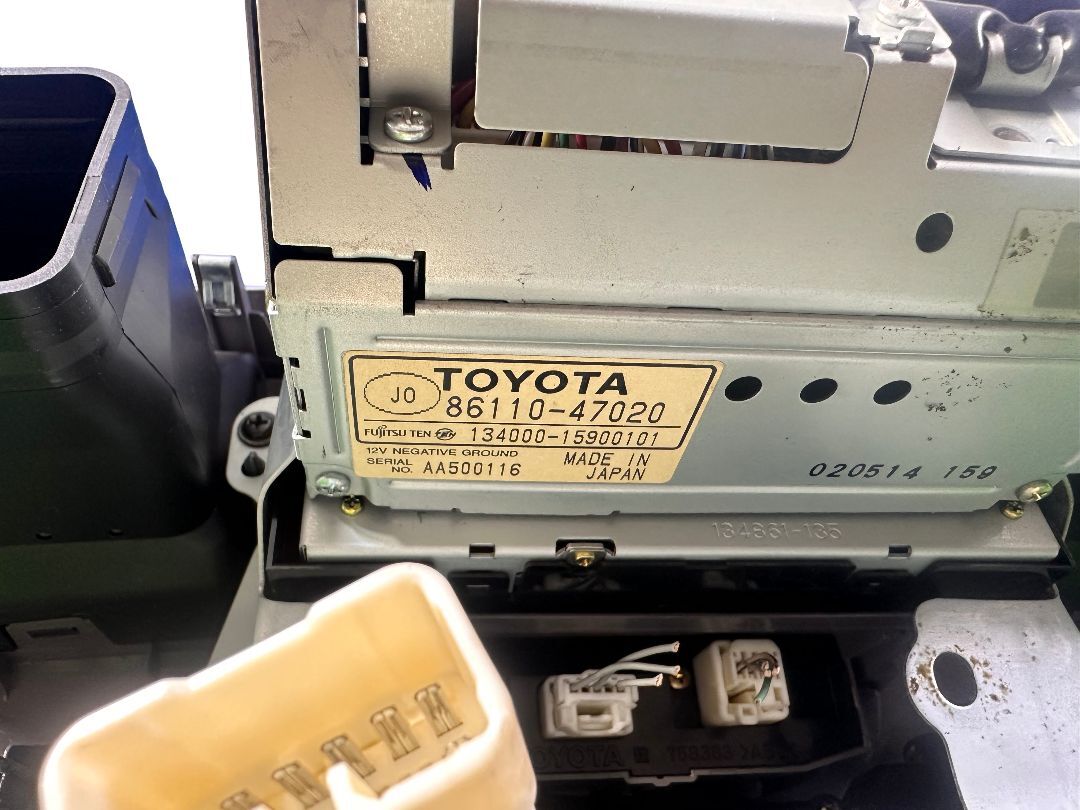 JO
TOYOTA
86110-47020
FUJITSU TEN 134000-15900101
12V NEGATIVE GROUND
SERIAL NO. AA500116
MADE IN JAPAN
020514 159
134861-135
TOYOTA